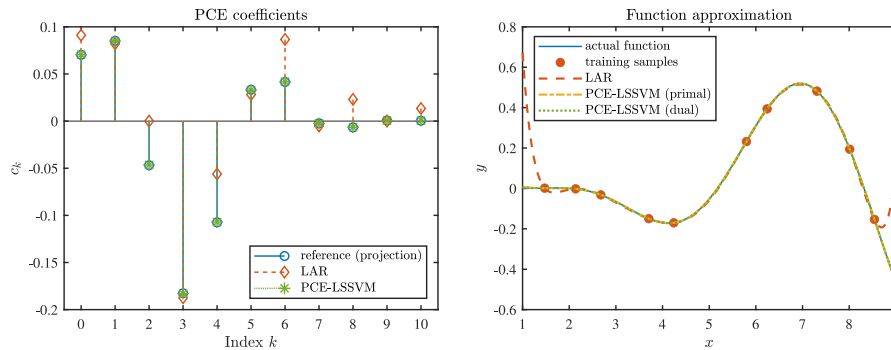 PCE coefficients
0.1
0.05
0
-0.05
-0.1
-0.15
-0.2
c_k
0 1 2 3 4 5 6 7 8 9 10
Index k
reference (projection)
LAR
PCE-LSSVM
Function approximation
0.8
0.6
0.4
0.2
0
-0.2
-0.4
-0.6
y
1 2 3 4 5 6 7 8
x
actual function
training samples
LAR
PCE-LSSVM (primal)
PCE-LSSVM (dual)